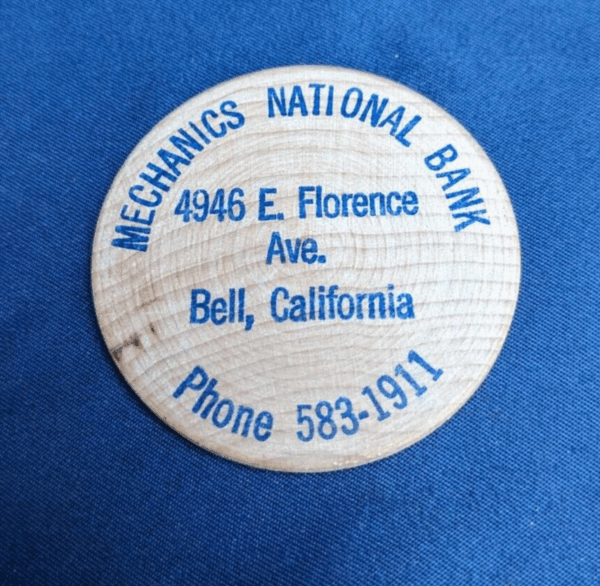 MECHANICS NATIONAL BANK
4946 E. Florence
Ave.
Bell, California
Phone 583-1911